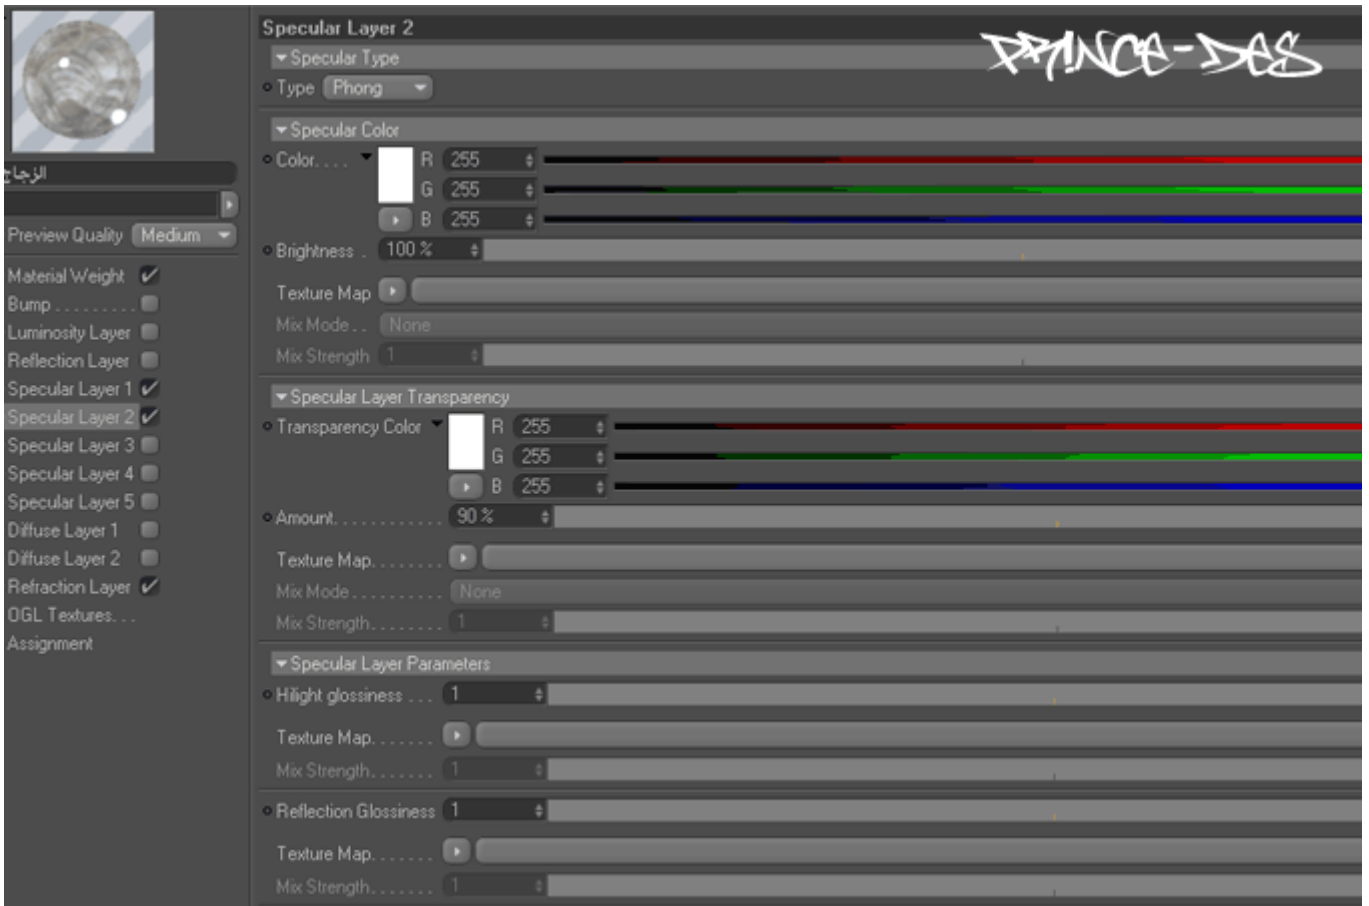 Specular Layer 2
PRINCE-DES
Specular Type
Type Phong
Specular Color
Color. . . . R 255
G 255
B 255
Brightness . 100 %
Texture Map
Mix Mode . . None
Mix Strength 1
Specular Layer Transparency
Transparency Color R 255
G 255
B 255
Amount. . . . . . . . . . . . 90 %
Texture Map. . . . . . . .
Mix Mode . . . . . . . . . . None
Mix Strength. . . . . . . . 1
Specular Layer Parameters
Hilight glossiness . . . 1
Texture Map. . . . . . .
Mix Strength. . . . . . . 1
Reflection Glossiness 1
Texture Map. . . . . . .
Mix Strength. . . . . . . 1
الزجاج
Preview Quality Medium
Material Weight
Bump . . . . . . . . . .
Luminosity Layer
Reflection Layer
Specular Layer 1
Specular Layer 2
Specular Layer 3
Specular Layer 4
Specular Layer 5
Diffuse Layer 1
Diffuse Layer 2
Refraction Layer
OGL Textures. . .
Assignment